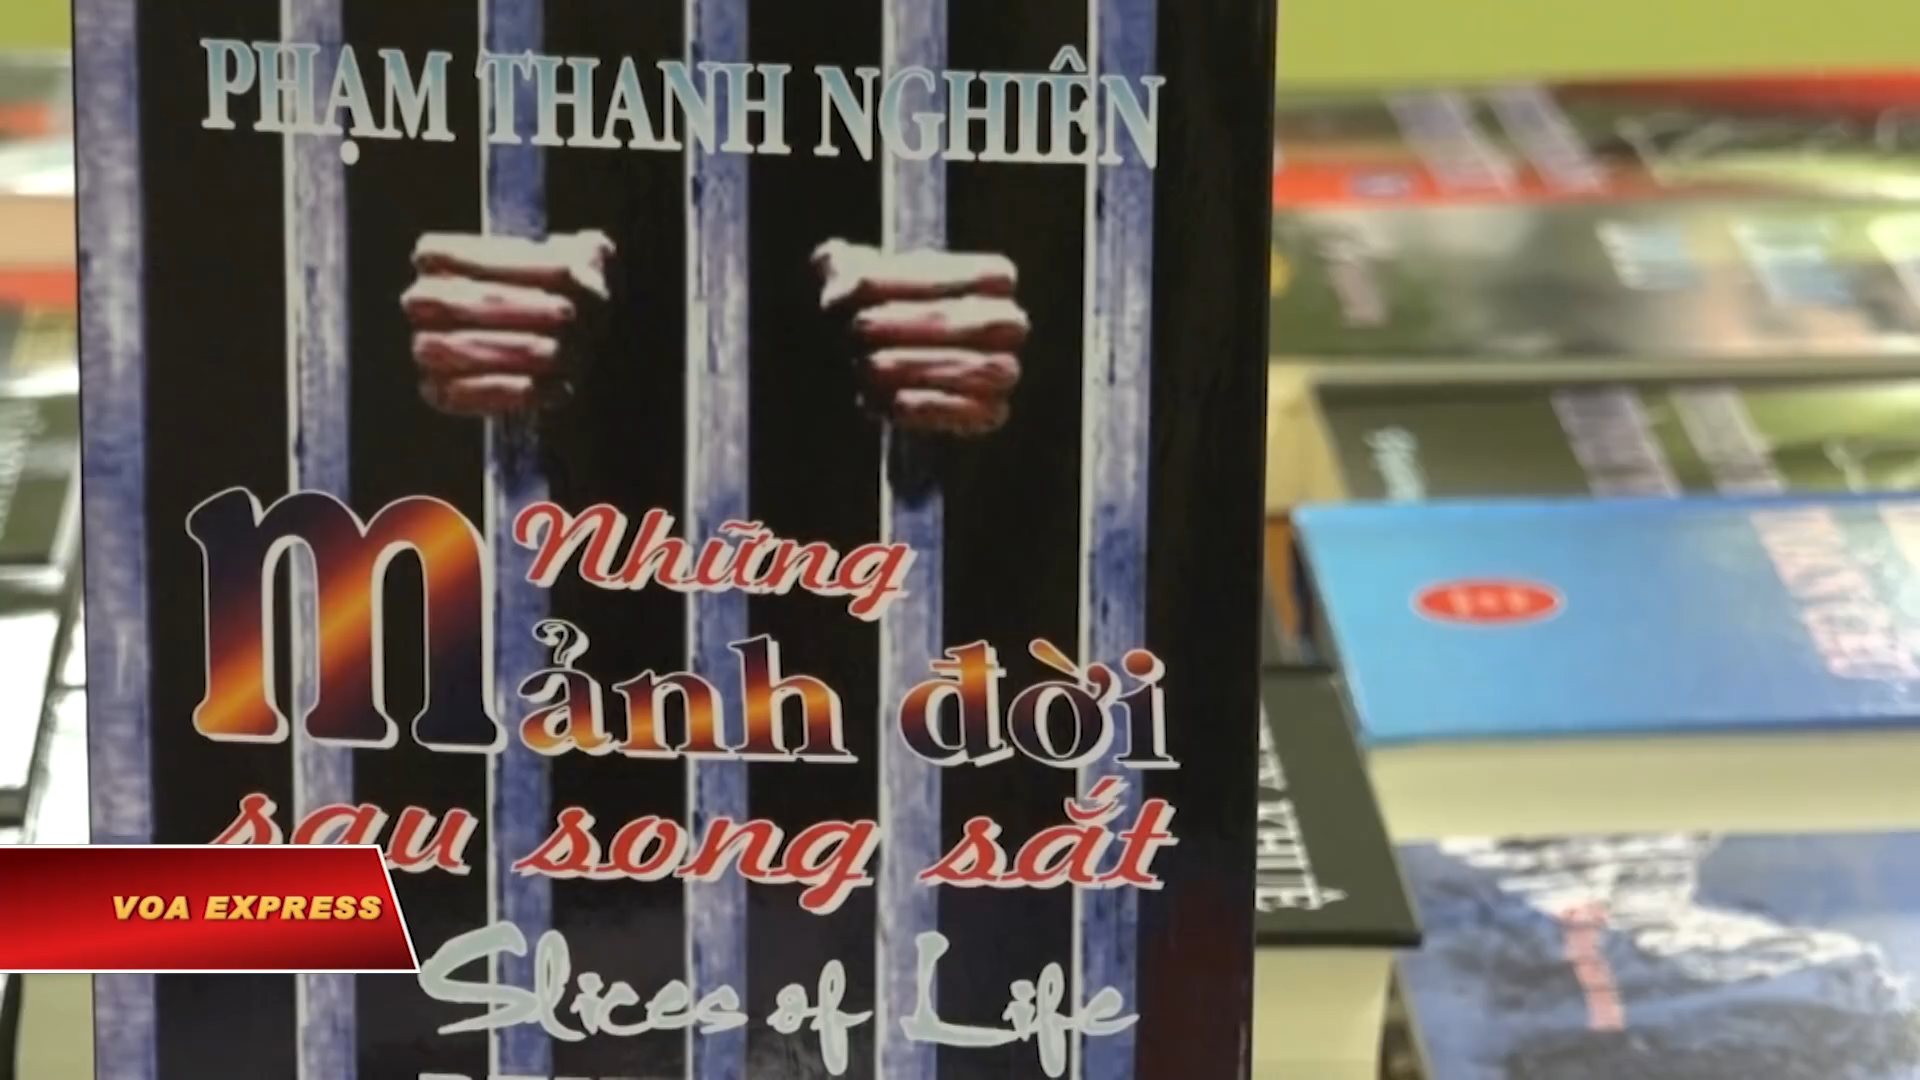 PHẠM THANH NGHIÊN
Những
mảnh đời
sau song sắt
Slices of Life
VOA EXPRESS